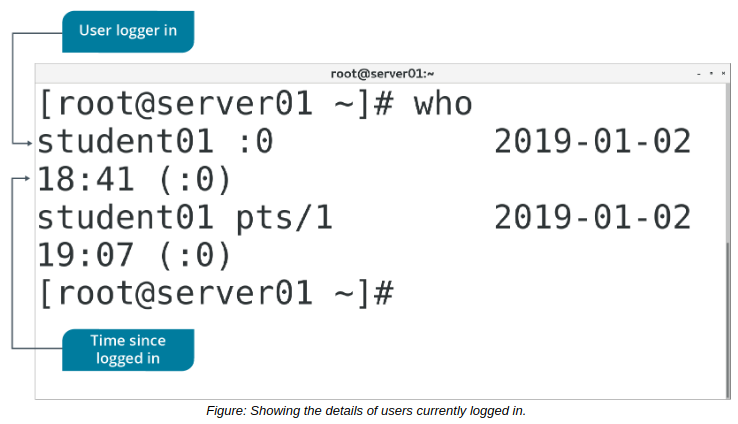 User logger in
root@server01:~
[root@server01 ~]# who
student01 :0 2019-01-02
18:41 (:0)
student01 pts/1 2019-01-02
19:07 (:0)
[root@server01 ~]#
Time since
logged in
Figure: Showing the details of users currently logged in.